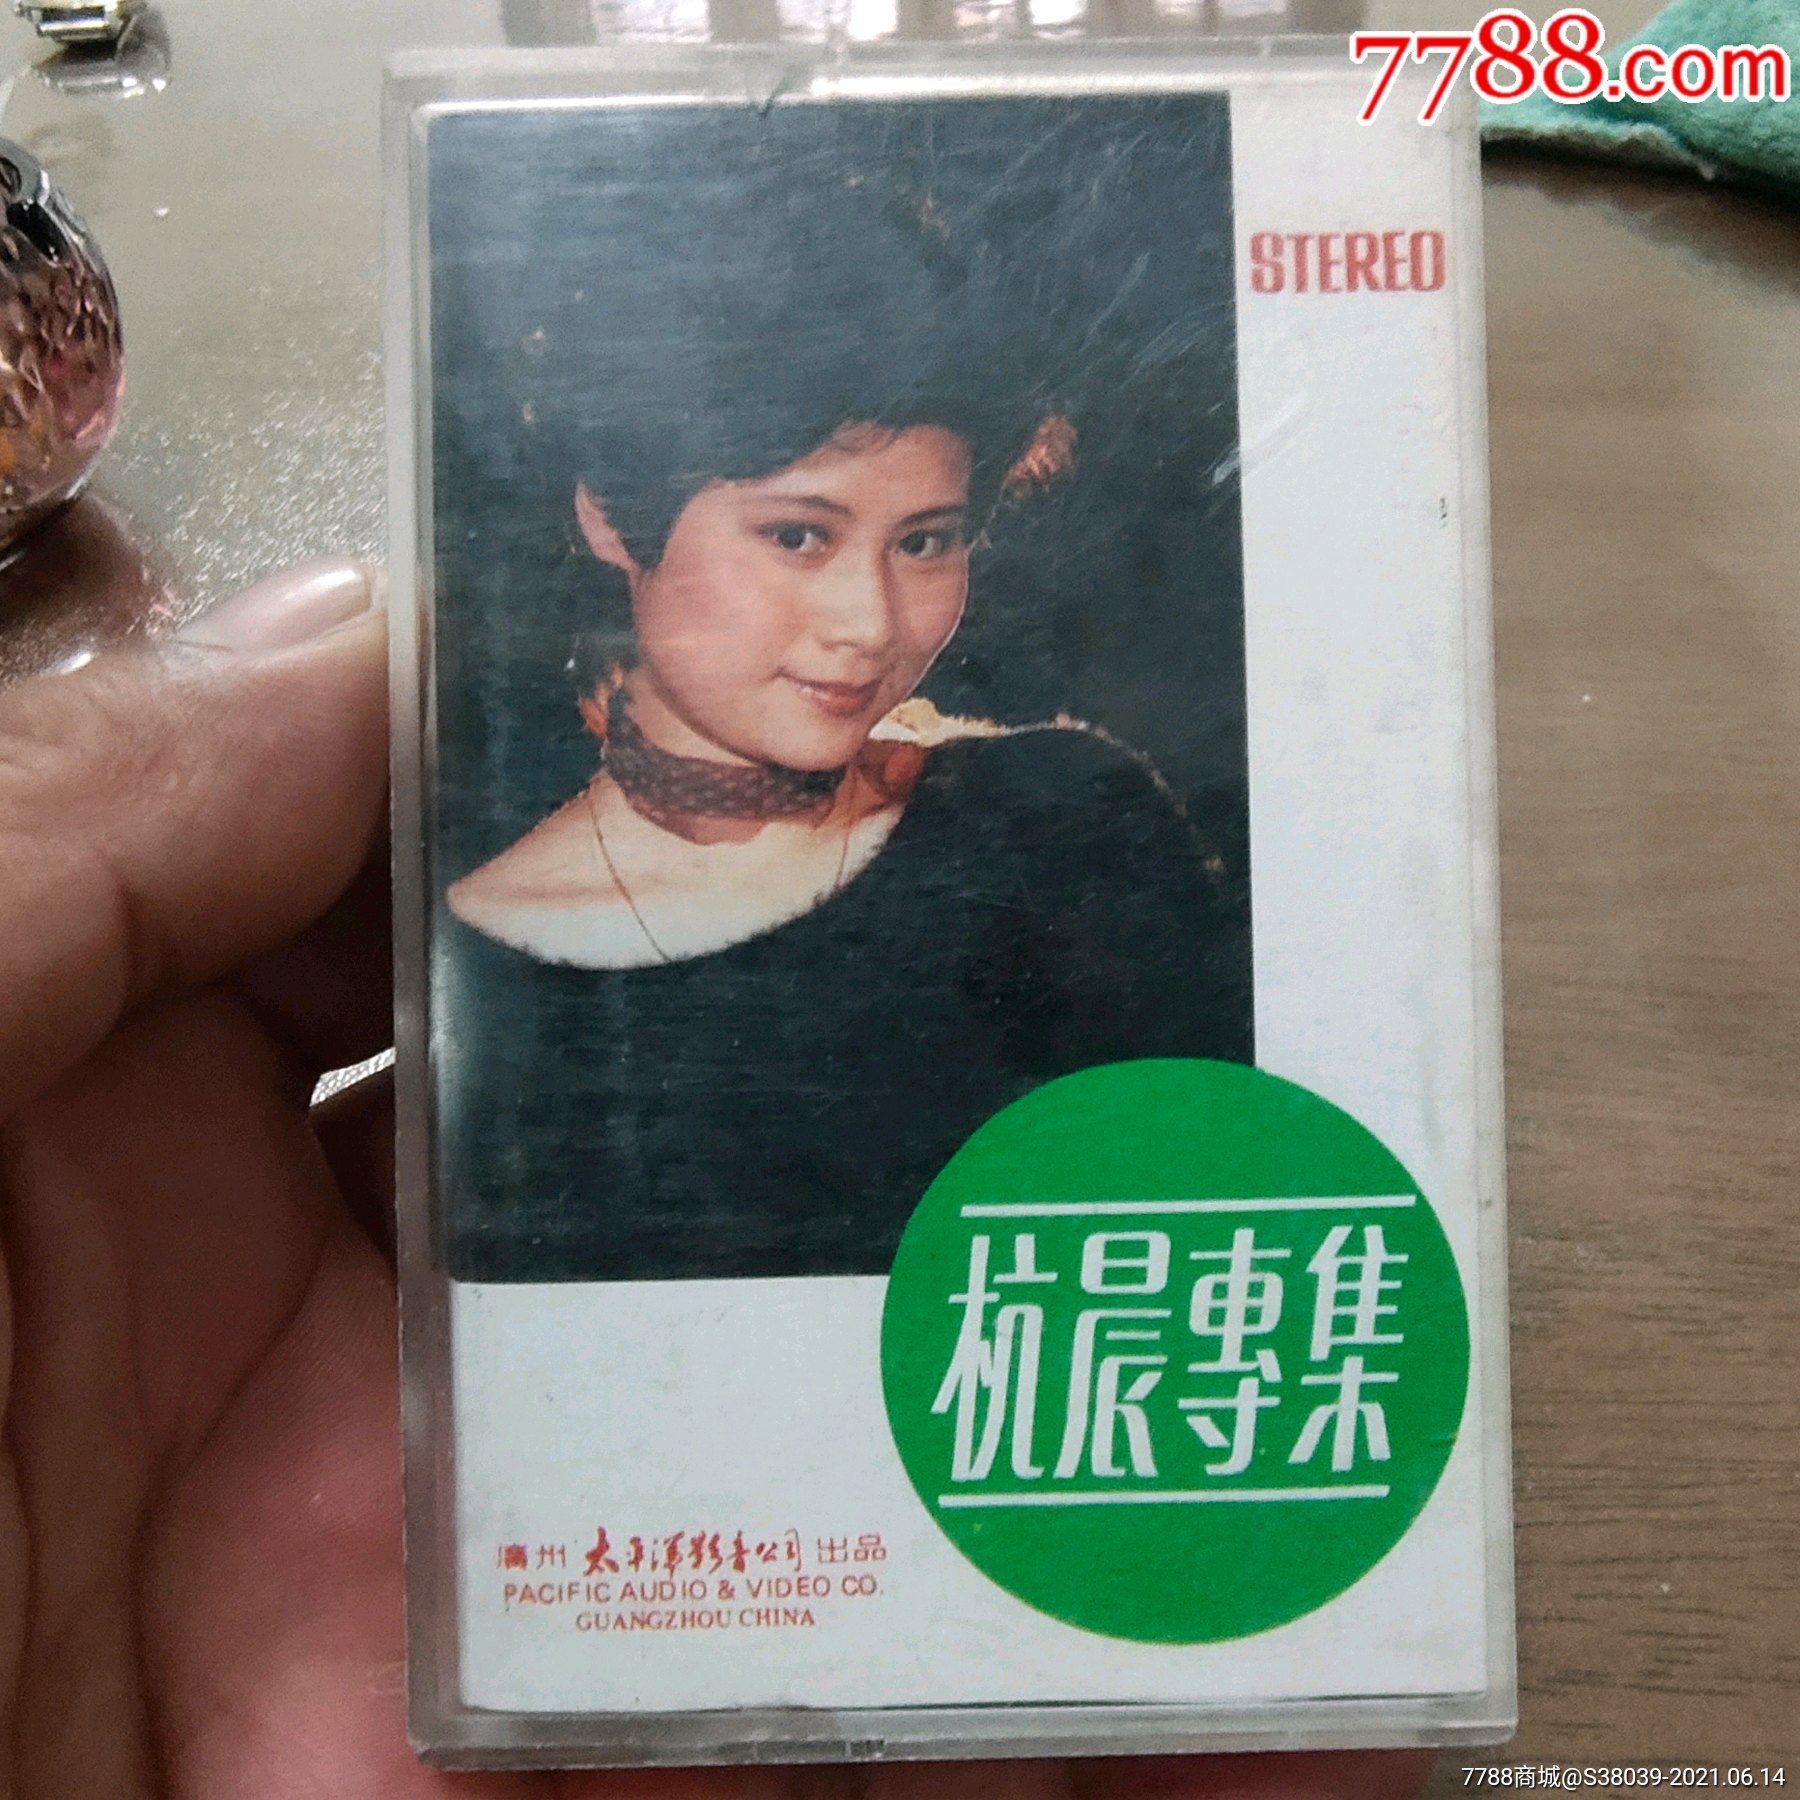 7788.com
STEREO
杭晨專集
廣州 太平洋影音公司 出品
PACIFIC AUDIO & VIDEO CO.
GUANGZHOU CHINA
7788商城@S38039-2021.06.14